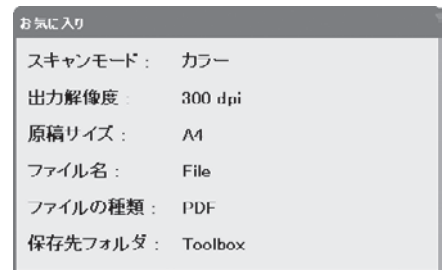 お気に入り
スキャンモード： カラー
出力解像度： 300 dpi
原稿サイズ： A4
ファイル名： File
ファイルの種類： PDF
保存先フォルダ： Toolbox